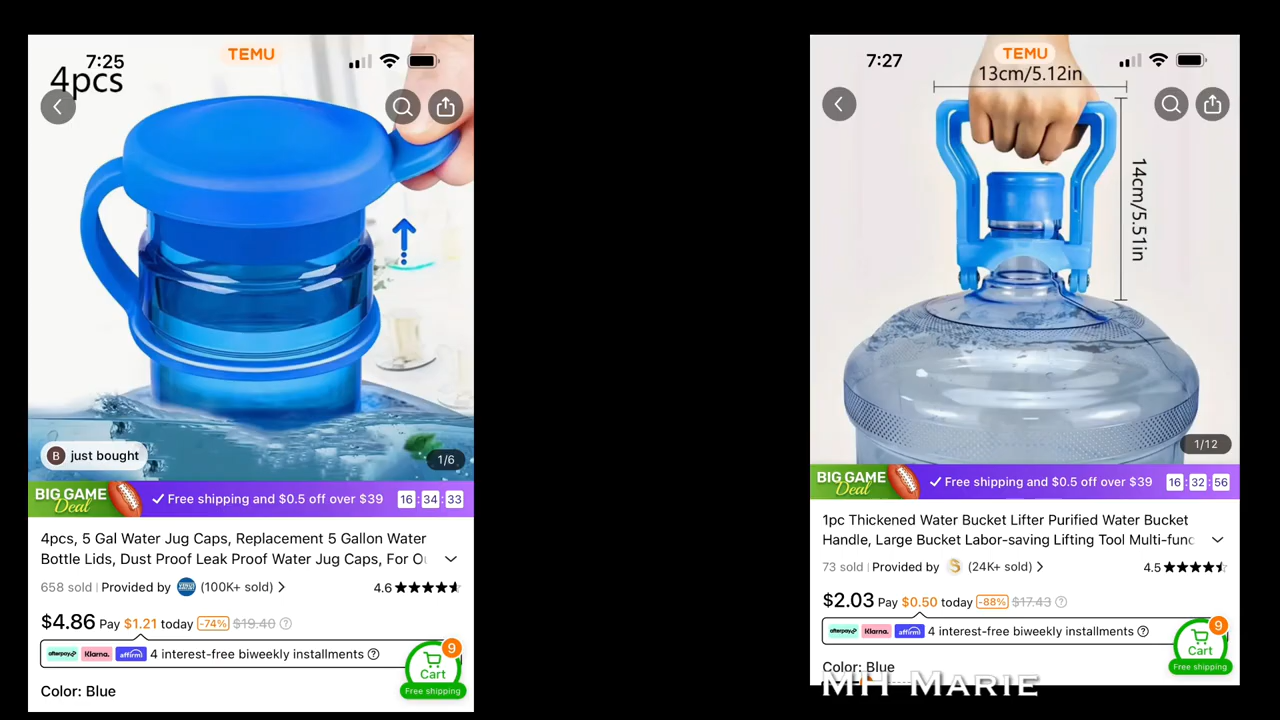 7:25
TEMU
4pcs
B just bought
1/6
BIG GAME
Deal
Free shipping and $0.5 off over $39
16:34:33
4pcs, 5 Gal Water Jug Caps, Replacement 5 Gallon Water
Bottle Lids, Dust Proof Leak Proof Water Jug Caps, For
658 sold | Provided by (100K+ sold) >
4.6
$4.86 Pay $1.21 today -74% $19.40
afterpay Klarna. affirm 4 interest-free biweekly installments
9
Cart
Free shipping
Color: Blue
7:27
TEMU
13cm/5.12in
14cm/5.51in
1/12
BIG GAME
Deal
Free shipping and $0.5 off over $39
16:32:56
1pc Thickened Water Bucket Lifter Purified Water Bucket
Handle, Large Bucket Labor-saving Lifting Tool
73 sold | Provided by (24K+ sold) >
4.5
$2.03 Pay $0.50 today -88% $17.43
afterpay Klarna. affirm 4 interest-free biweekly installments
9
Cart
Free shipping
Color: Blue
MH MARIE